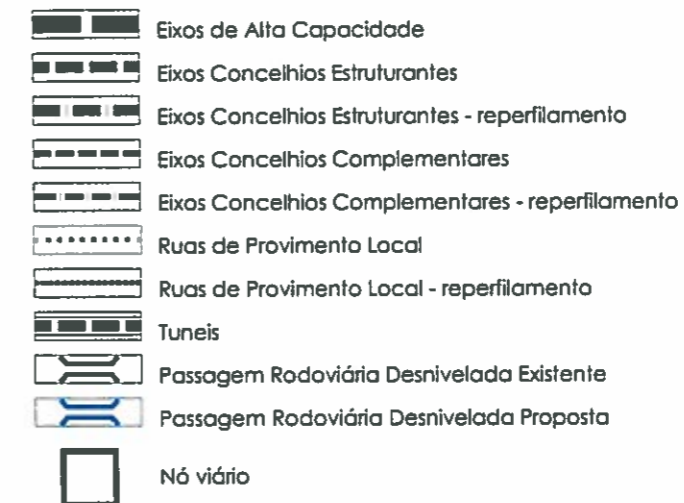 Eixos de Alta Capacidade
Eixos Concelhios Estruturantes
Eixos Concelhios Estruturantes - reperfilamento
Eixos Concelhios Complementares
Eixos Concelhios Complementares - reperfilamento
Ruas de Provimento Local
Ruas de Provimento Local - reperfilamento
Tuneis
Passagem Rodoviária Desnivelada Existente
Passagem Rodoviária Desnivelada Proposta
Nó viário